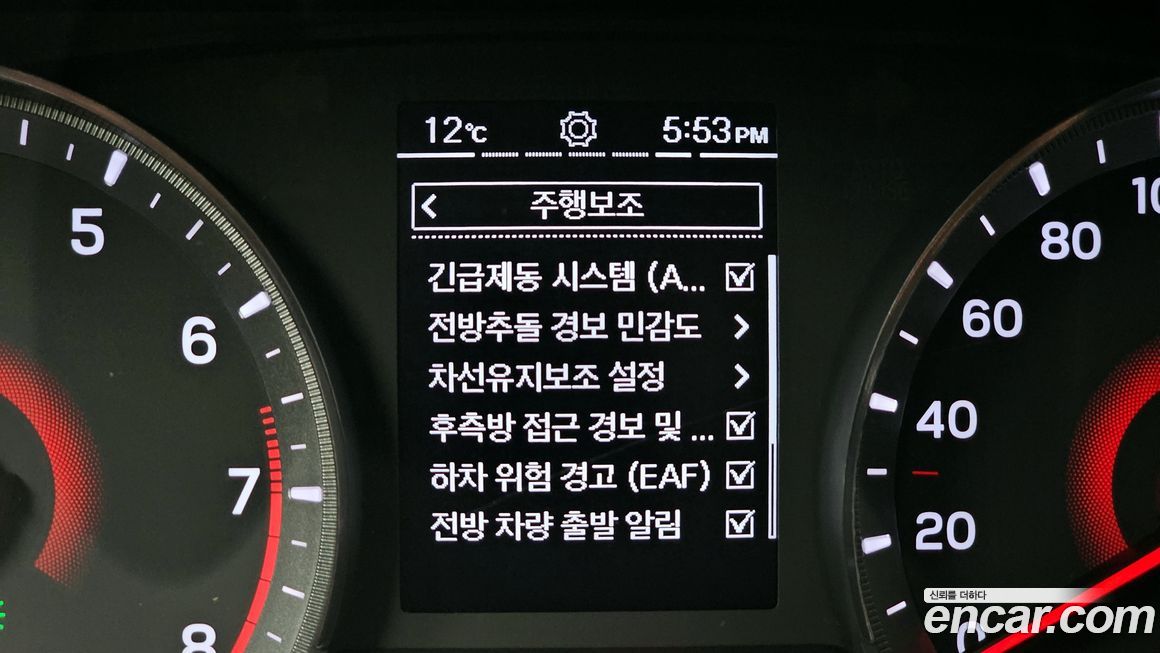 12℃ 5:53PM
주행보조
긴급제동 시스템 (A...
전방추돌 경보 민감도
차선유지보조 설정
후측방 접근 경보 및 ...
하차 위험 경고 (EAF)
전방 차량 출발 알림
5
6
7
8
80
60
40
20
신뢰를 더하다
encar.com